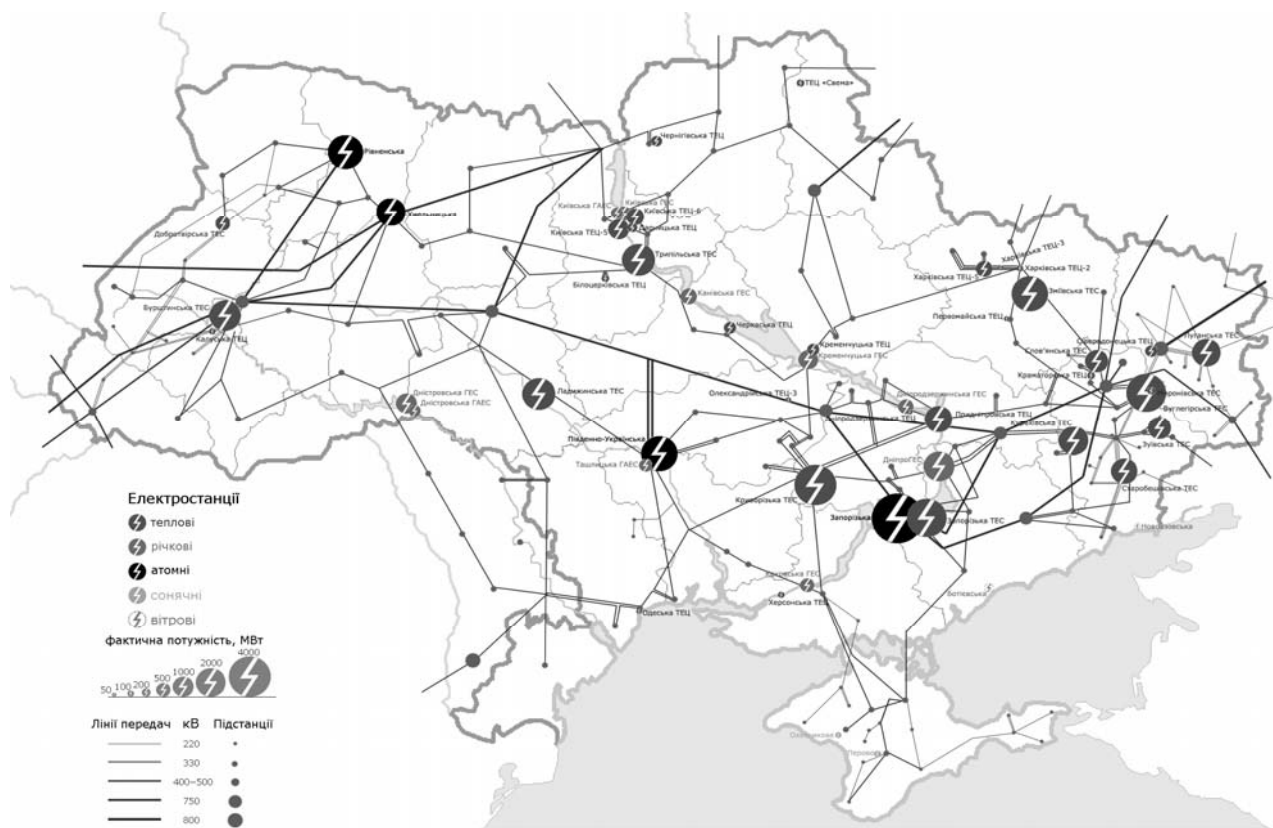 ТЕЦ «Свема»
Чернігівська ТЕЦ
Рівненська
Київська ГЕС
Київська ГАЕС
Київська ТЕЦ-6
Дарницька ТЕЦ
Київська ТЕЦ-5
Добротвірська ТЕС
Трипільська ТЕС
Харківська ТЕЦ-3
Харківська ТЕЦ-2
Харківська ТЕЦ-5
Білоцерківська ТЕЦ
Канівська ГЕС
Зміївська ТЕС
Бурштинська ТЕС
Первомайська ТЕЦ
Черкаська ТЕЦ
Калуська ТЕЦ
Кременчуцька ТЕЦ
Кременчуцька ГЕС
Луганська ТЕС
Слов'янська ТЕС
Дністровська ГЕС
Дністровська ГАЕС
Ладижинська ТЕС
Олександрійська ТЕЦ-3
Дніпродзержинська ГЕС
Придніпровська ТЕЦ
Вуглегірська ТЕС
Курахівська ТЕС
Південно-Українська
Зуївська ТЕС
Ташлицька ГАЕС
ДніпроГЕС
Криворізька ТЕС
Старобешівська ТЕС
Електростанції
теплові
Запорізька
Запорізька ТЕС
річкові
атомні
Каховська ГЕС
Ботієвська
сонячні
Херсонська ТЕЦ
Одеська ТЕЦ
вітрові
фактична потужність, МВт
50 100 200 500 1000 2000 4000
Лінії передач кВ Підстанції
220
330
400–500
750
800